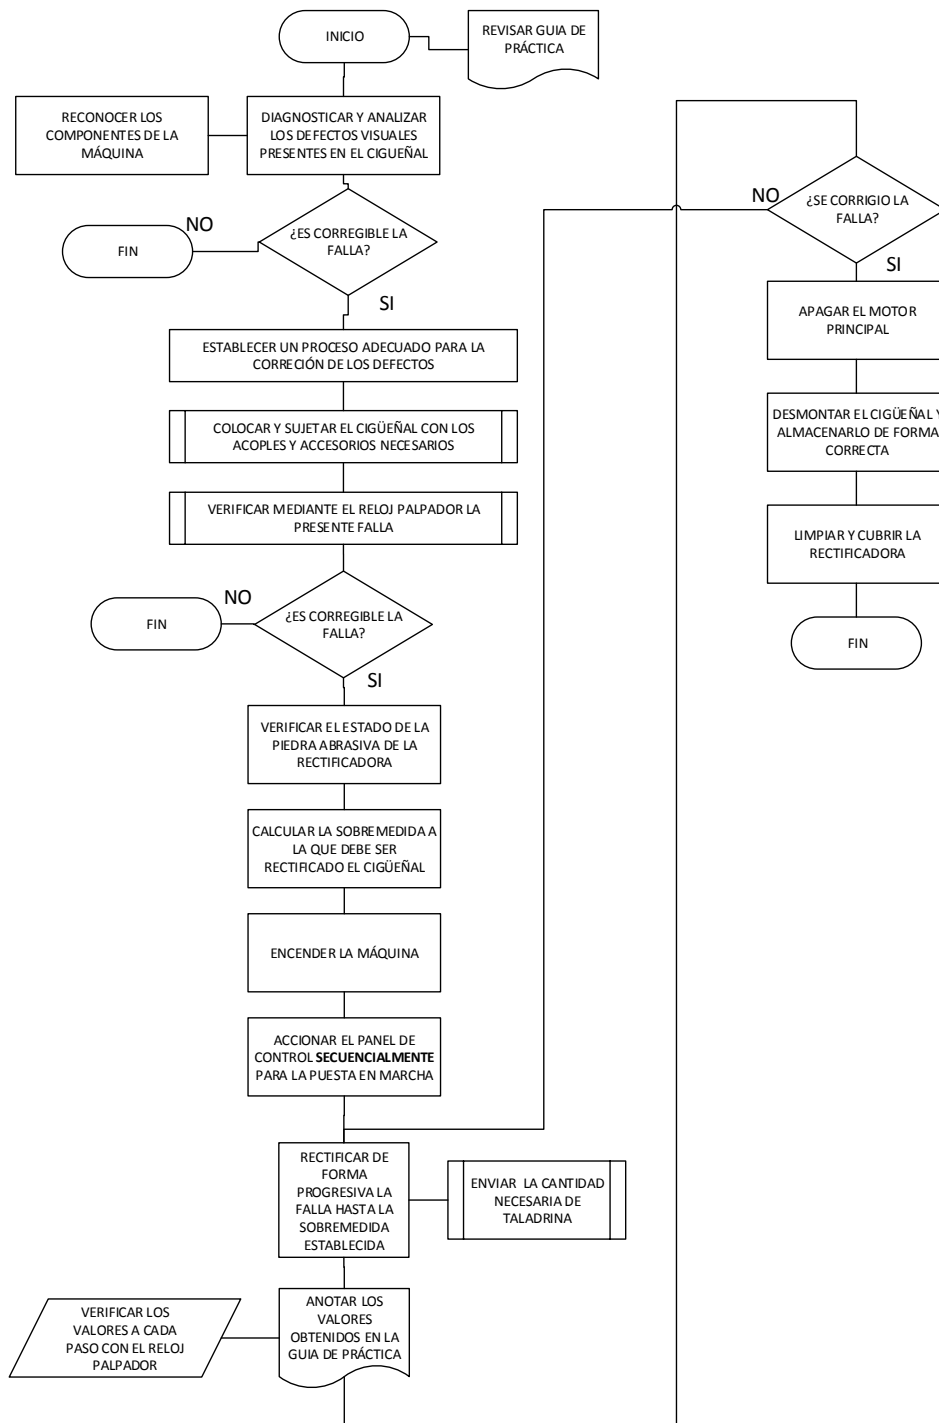 INICIO
REVISAR GUIA DE
PRÁCTICA
RECONOCER LOS
COMPONENTES DE LA
MÁQUINA
DIAGNOSTICAR Y ANALIZAR
LOS DEFECTOS VISUALES
PRESENTES EN EL CIGUEÑAL
NO
FIN
¿ES CORREGIBLE LA
FALLA?
SI
ESTABLECER UN PROCESO ADECUADO PARA LA
CORRECIÓN DE LOS DEFECTOS
COLOCAR Y SUJETAR EL CIGÜEÑAL CON LOS
ACOPLES Y ACCESORIOS NECESARIOS
VERIFICAR MEDIANTE EL RELOJ PALPADOR LA
PRESENTE FALLA
NO
FIN
¿ES CORREGIBLE LA
FALLA?
SI
VERIFICAR EL ESTADO DE LA
PIEDRA ABRASIVA DE LA
RECTIFICADORA
CALCULAR LA SOBREMEDIDA A
LA QUE DEBE SER
RECTIFICADO EL CIGÜEÑAL
ENCENDER LA MÁQUINA
ACCIONAR EL PANEL DE
CONTROL SECUENCIALMENTE
PARA LA PUESTA EN MARCHA
RECTIFICAR DE
FORMA
PROGRESIVA LA
FALLA HASTA LA
SOBREMEDIDA
ESTABLECIDA
ENVIAR LA CANTIDAD
NECESARIA DE
TALADRINA
VERIFICAR LOS
VALORES A CADA
PASO CON EL RELOJ
PALPADOR
ANOTAR LOS
VALORES
OBTENIDOS EN LA
GUIA DE PRÁCTICA
NO
¿SE CORRIGIO LA
FALLA?
SI
APAGAR EL MOTOR
PRINCIPAL
DESMONTAR EL CIGÜEÑAL Y
ALMACENARLO DE FORMA
CORRECTA
LIMPIAR Y CUBRIR LA
RECTIFICADORA
FIN